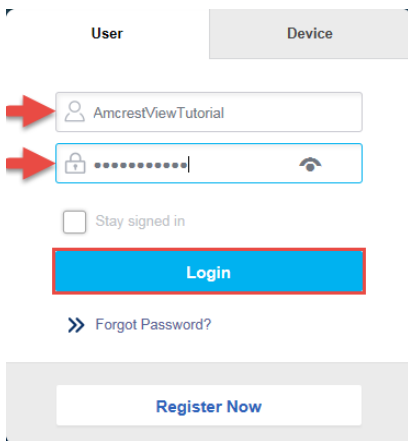 User Device
AmcrestViewTutorial
•••••••••••
Stay signed in
Login
Forgot Password?
Register Now